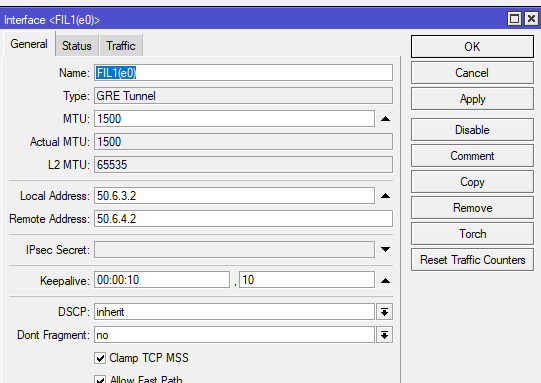 Interface <FIL1(e0)>
General Status Traffic
Name: FIL1(e0)
Type: GRE Tunnel
MTU: 1500
Actual MTU: 1500
L2 MTU: 65535
Local Address: 50.6.3.2
Remote Address: 50.6.4.2
IPsec Secret:
Keepalive: 00:00:10 , 10
DSCP: inherit
Dont Fragment: no
Clamp TCP MSS
Allow Fast Path
OK
Cancel
Apply
Disable
Comment
Copy
Remove
Torch
Reset Traffic Counters